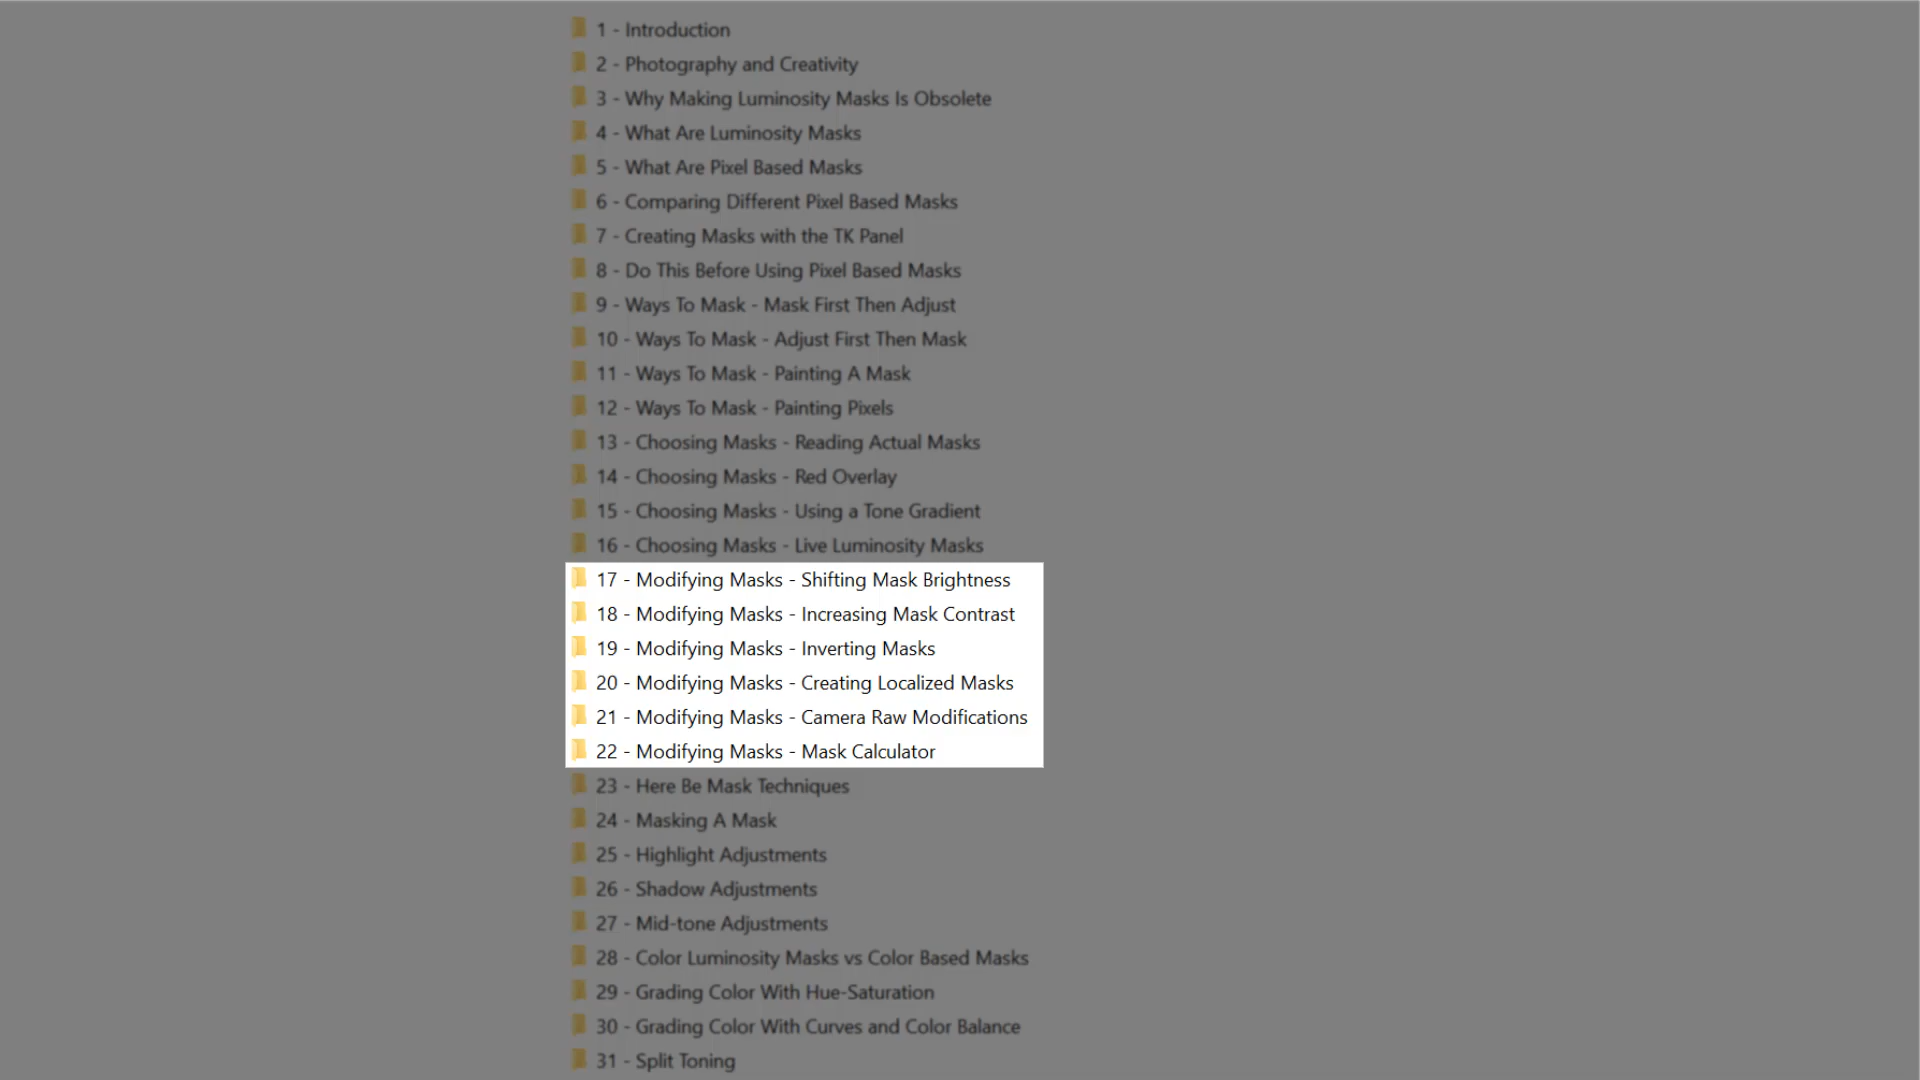 1 - Introduction
2 - Photography and Creativity
3 - Why Making Luminosity Masks Is Obsolete
4 - What Are Luminosity Masks
5 - What Are Pixel Based Masks
6 - Comparing Different Pixel Based Masks
7 - Creating Masks with the TK Panel
8 - Do This Before Using Pixel Based Masks
9 - Ways To Mask - Mask First Then Adjust
10 - Ways To Mask - Adjust First Then Mask
11 - Ways To Mask - Painting A Mask
12 - Ways To Mask - Painting Pixels
13 - Choosing Masks - Reading Actual Masks
14 - Choosing Masks - Red Overlay
15 - Choosing Masks - Using a Tone Gradient
16 - Choosing Masks - Live Luminosity Masks
17 - Modifying Masks - Shifting Mask Brightness
18 - Modifying Masks - Increasing Mask Contrast
19 - Modifying Masks - Inverting Masks
20 - Modifying Masks - Creating Localized Masks
21 - Modifying Masks - Camera Raw Modifications
22 - Modifying Masks - Mask Calculator
23 - Here Be Mask Techniques
24 - Masking A Mask
25 - Highlight Adjustments
26 - Shadow Adjustments
27 - Mid-tone Adjustments
28 - Color Luminosity Masks vs Color Based Masks
29 - Grading Color With Hue-Saturation
30 - Grading Color With Curves and Color Balance
31 - Split Toning